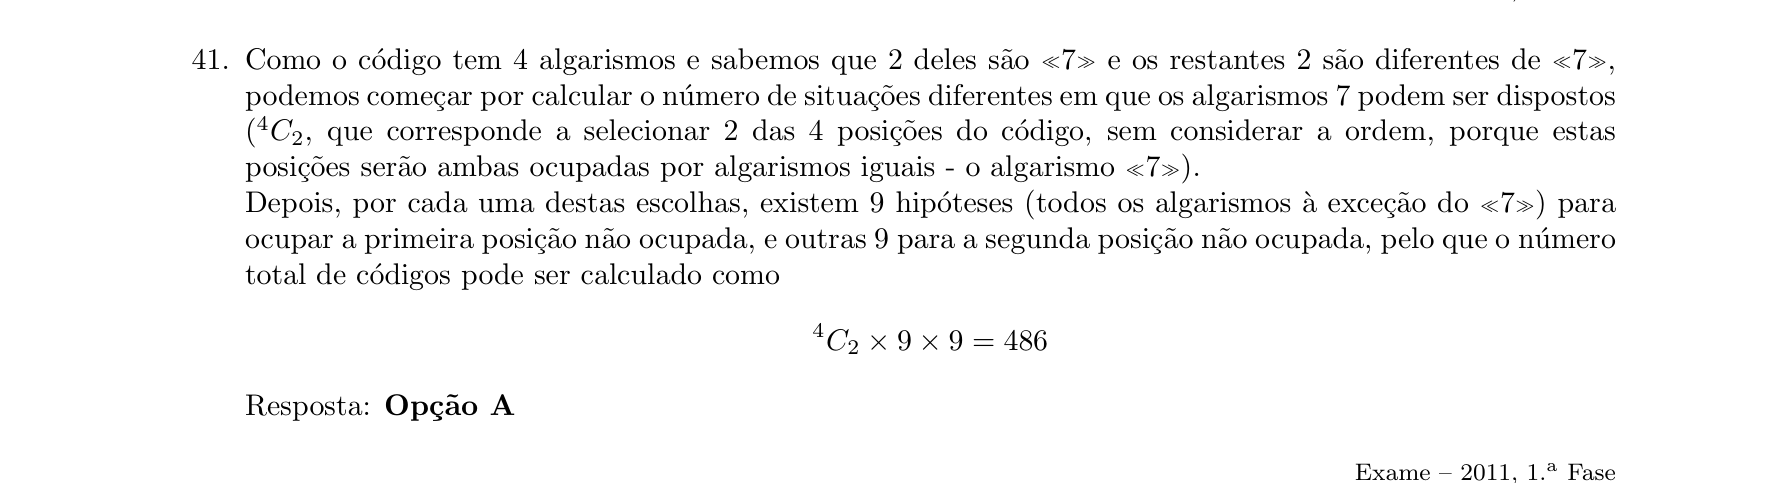 41. Como o código tem 4 algarismos e sabemos que 2 deles são ≪7≫ e os restantes 2 são diferentes de ≪7≫,
podemos começar por calcular o número de situações diferentes em que os algarismos 7 podem ser dispostos
(⁴C₂, que corresponde a selecionar 2 das 4 posições do código, sem considerar a ordem, porque estas
posições serão ambas ocupadas por algarismos iguais - o algarismo ≪7≫).
Depois, por cada uma destas escolhas, existem 9 hipóteses (todos os algarismos à exceção do ≪7≫) para
ocupar a primeira posição não ocupada, e outras 9 para a segunda posição não ocupada, pelo que o número
total de códigos pode ser calculado como
⁴C₂ × 9 × 9 = 486
Resposta: Opção A
Exame – 2011, 1.ª Fase